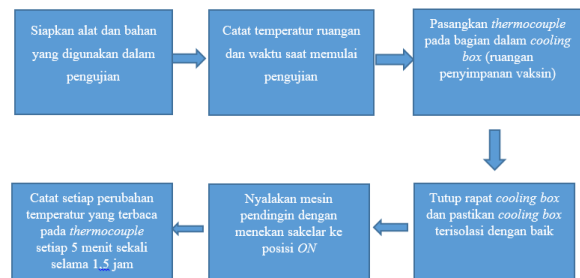 Siapkan alat dan bahan
yang digunakan dalam
pengujian
Catat temperatur ruangan
dan waktu saat memulai
pengujian
Pasangkan thermocouple
pada bagian dalam cooling
box (ruangan
penyimpanan vaksin)
Tutup rapat cooling box
dan pastikan cooling box
terisolasi dengan baik
Nyalakan mesin
pendingin dengan
menekan sakelar ke
posisi ON
Catat setiap perubahan
temperatur yang terbaca
pada thermocouple
setiap 5 menit sekali
selama 1.5 jam